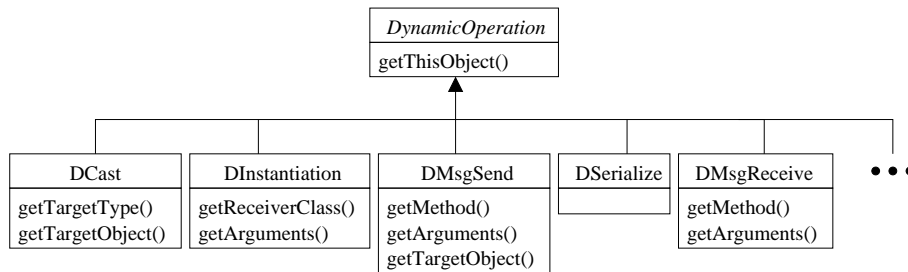 DynamicOperation
getThisObject()
DCast
getTargetType()
getTargetObject()
DInstantiation
getReceiverClass()
getArguments()
DMsgSend
getMethod()
getArguments()
getTargetObject()
DSerialize
DMsgReceive
getMethod()
getArguments()
•••